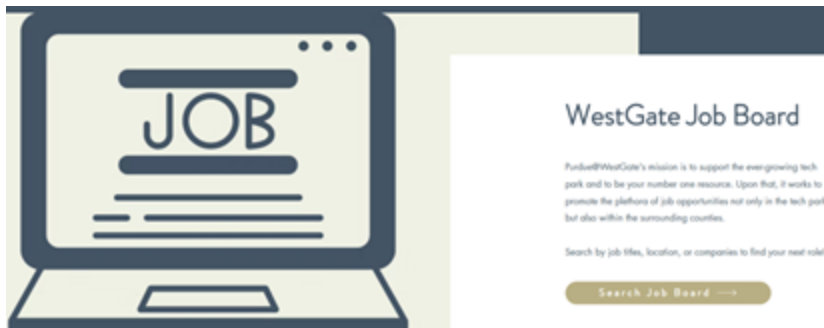 JOB
WestGate Job Board
Purdue@WestGate's mission is to support the ever-growing tech
park and to be your number one resource. Upon that, it works to
promote the plethora of job opportunities not only in the tech park
but also within the surrounding counties.
Search by job titles, location, or companies to find your next role!
Search Job Board